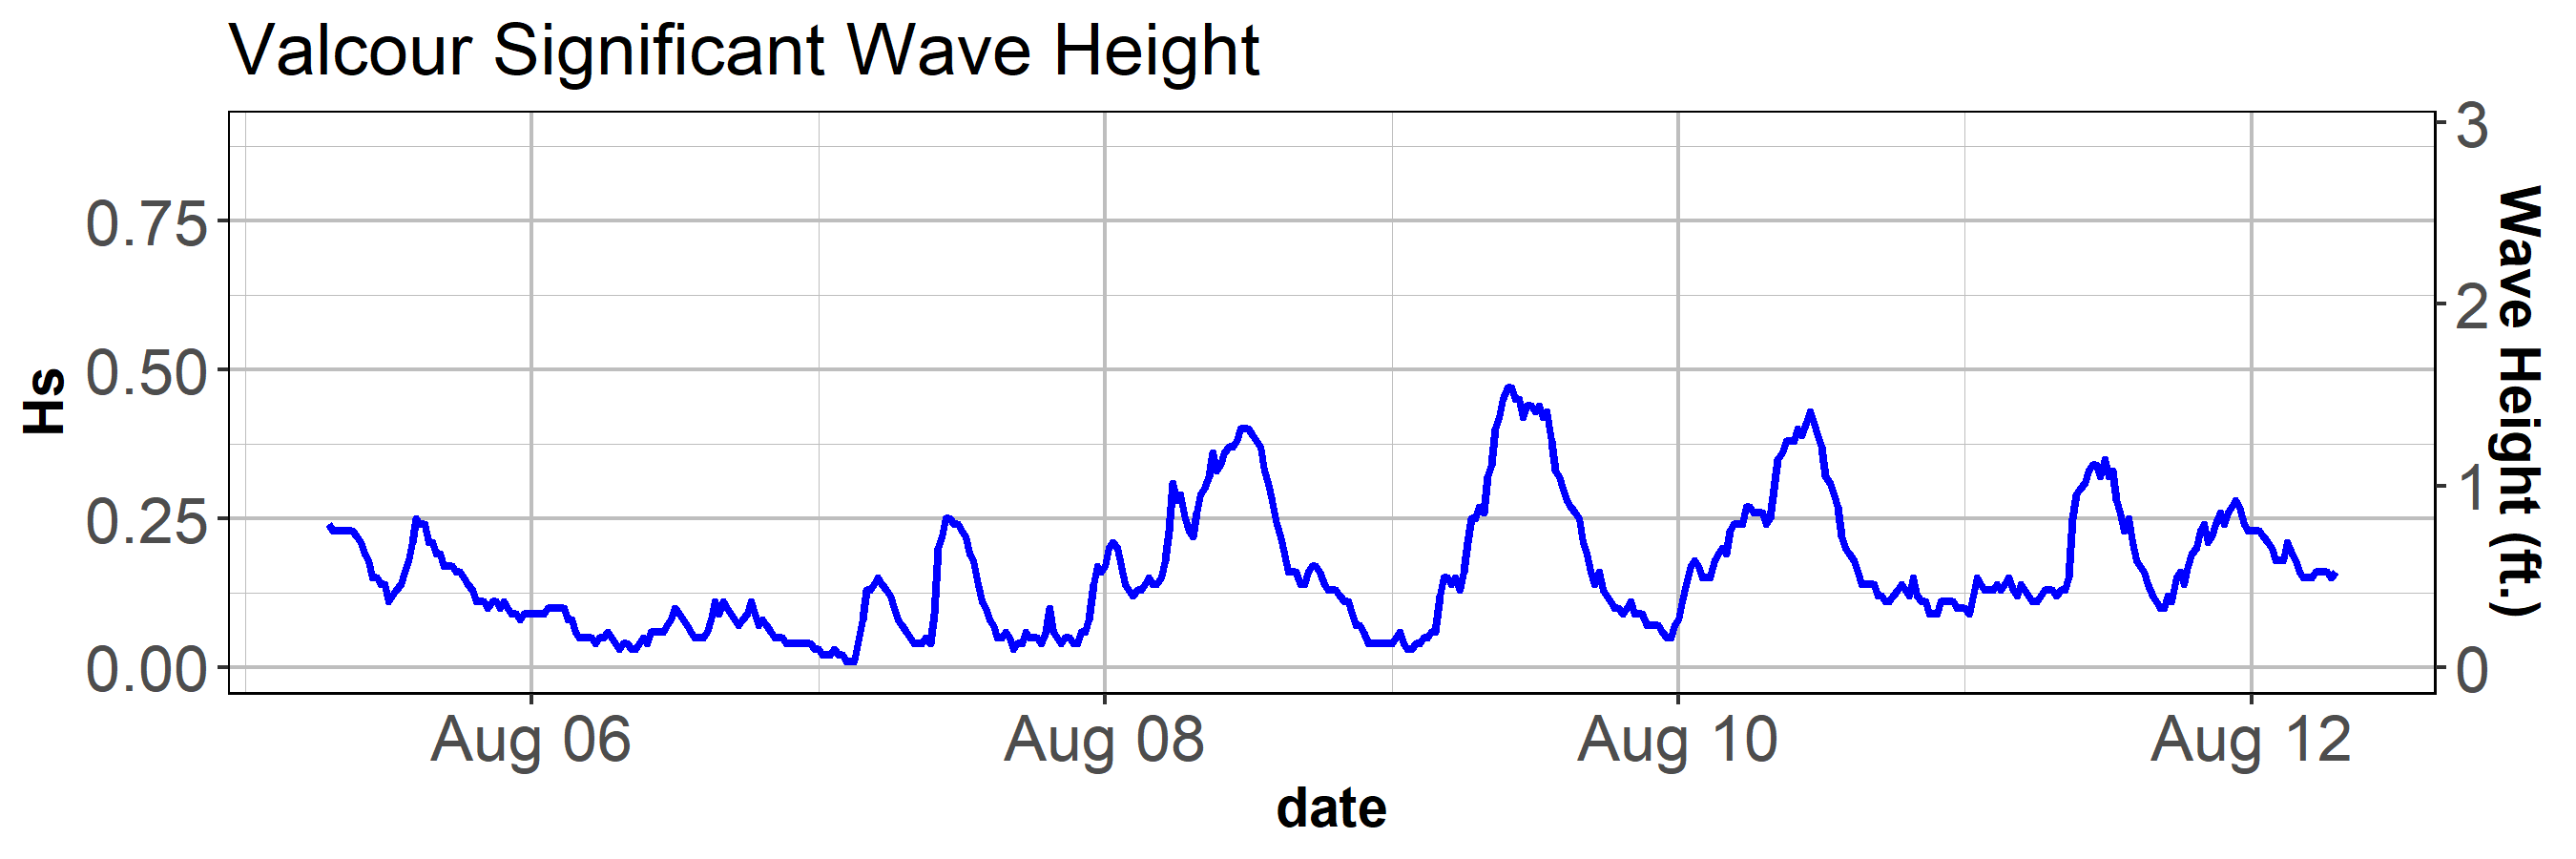 Valcour Significant Wave Height
Hs
0.75
0.50
0.25
0.00
3
2
1
0
Wave Height (ft.)
Aug 06
Aug 08
Aug 10
Aug 12
date